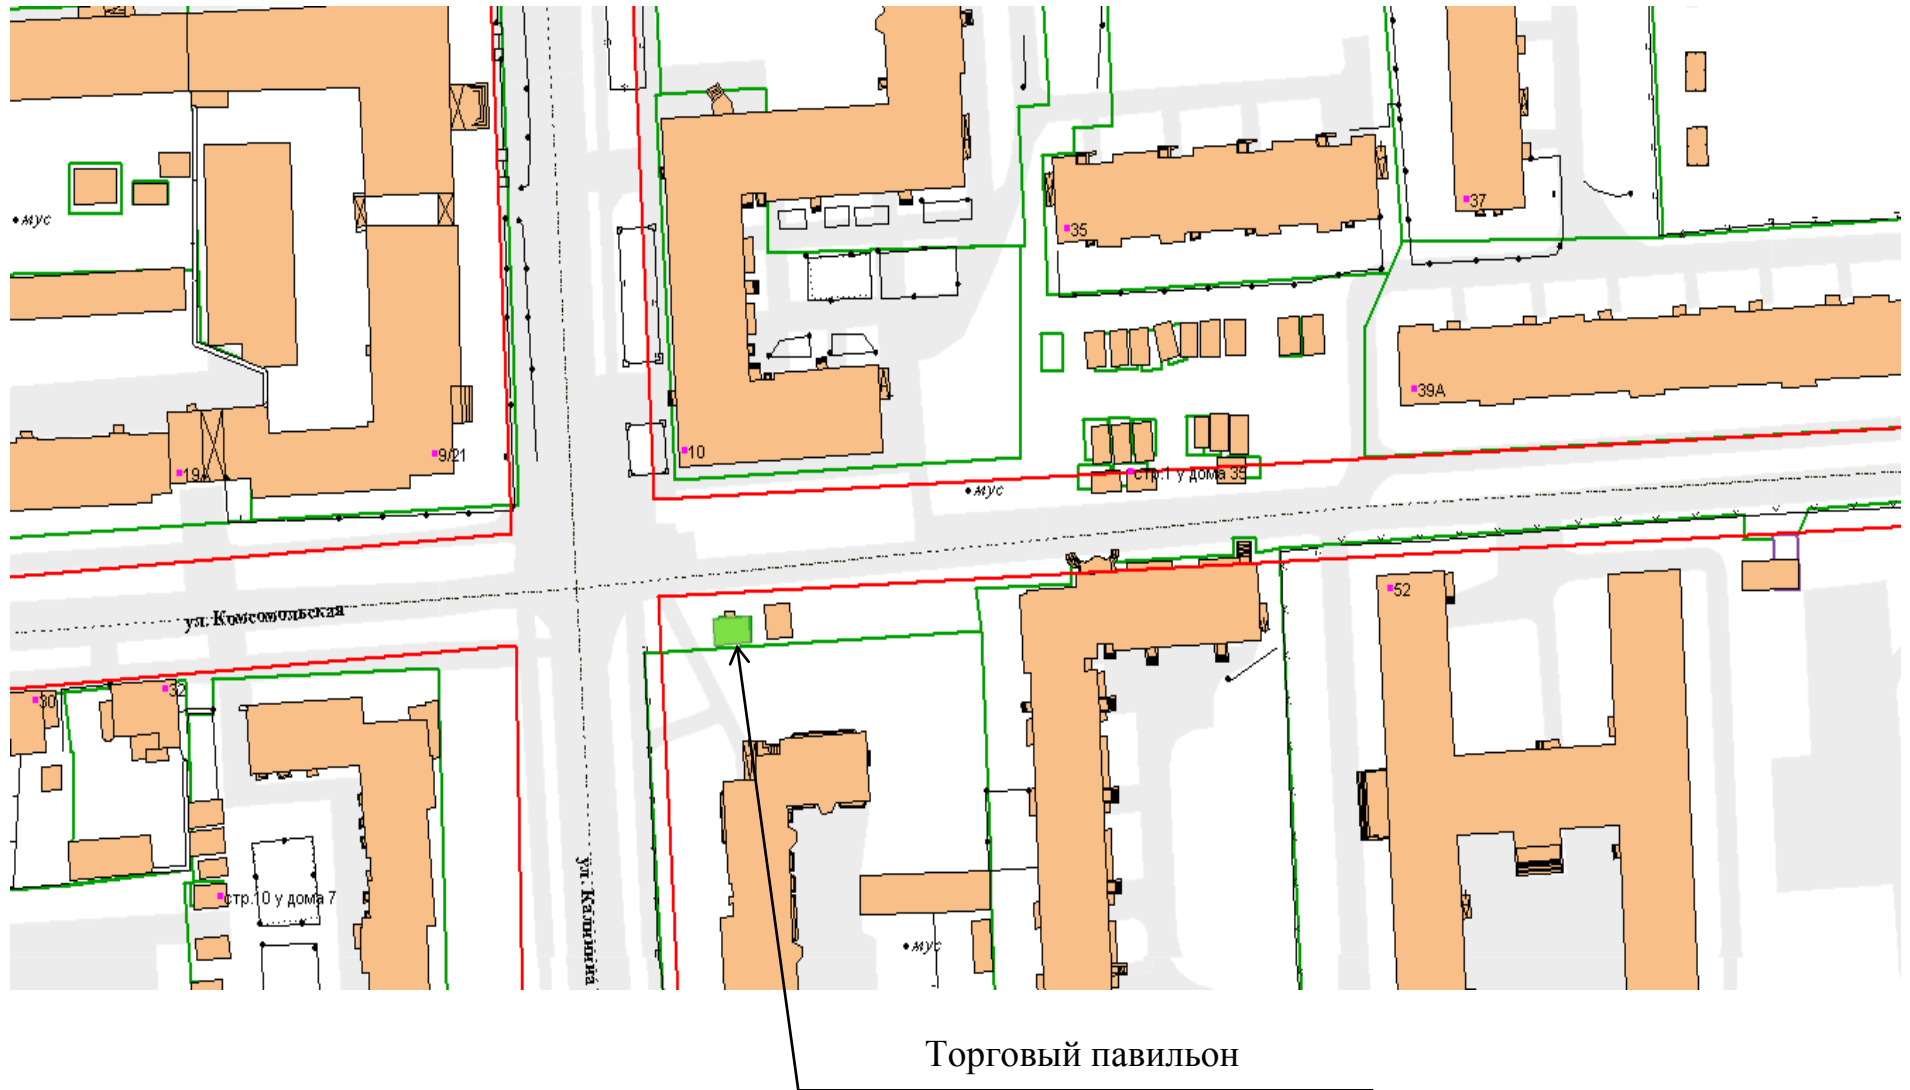 мус
37
35
39А
9/21
10
19А
стр.1 у дома 35
мус
52
ул. Комсомольская
32
30
ул. Калинина
стр.10 у дома 7
мус
Торговый павильон